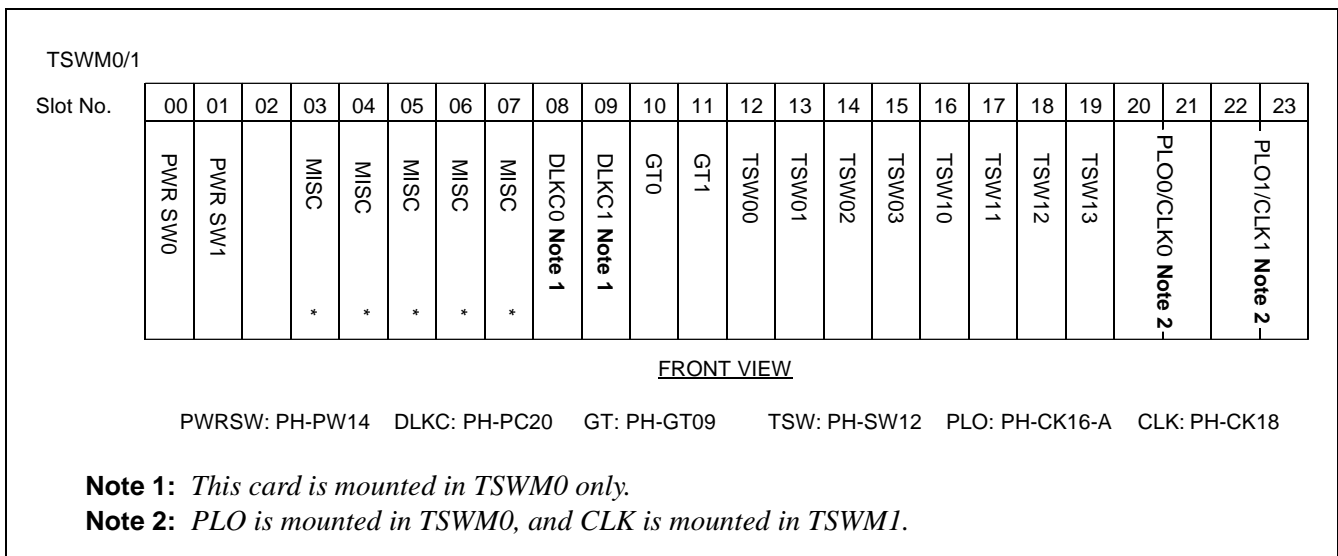 TSWM0/1
Slot No. 00 01 02 03 04 05 06 07 08 09 10 11 12 13 14 15 16 17 18 19 20 21 22 23
PWR SW0
PWR SW1
MISC *
MISC *
MISC *
MISC *
MISC *
DLKC0 Note 1
DLKC1 Note 1
GT0
GT1
TSW00
TSW01
TSW02
TSW03
TSW10
TSW11
TSW12
TSW13
PLO0/CLK0 Note 2
PLO1/CLK1 Note 2
FRONT VIEW
PWRSW: PH-PW14 DLKC: PH-PC20 GT: PH-GT09 TSW: PH-SW12 PLO: PH-CK16-A CLK: PH-CK18
Note 1: This card is mounted in TSWM0 only.
Note 2: PLO is mounted in TSWM0, and CLK is mounted in TSWM1.